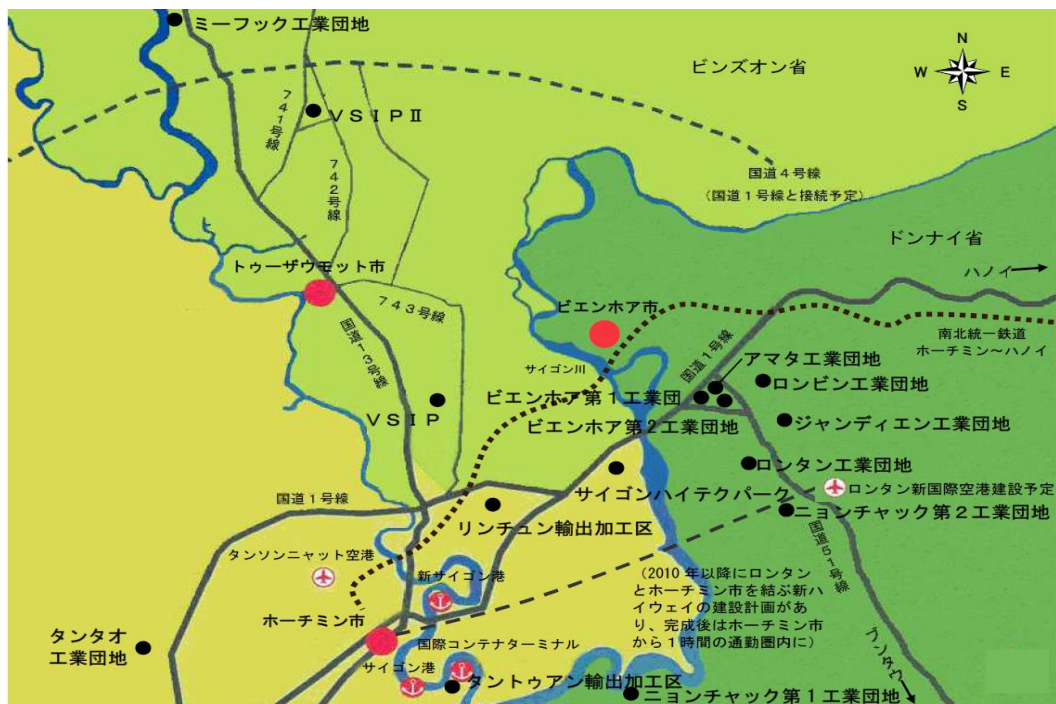 ミーフック工業団地
ビンズオン省
N
W E
S
741号線
VSIPⅡ
742号線
国道4号線
(国道1号線と接続予定)
ドンナイ省
ハノイ
トゥーザウモット市
743号線
国道13号線
ビエンホア市
南北統一鉄道
ホーチミン～ハノイ
国道1号線
サイゴン川
アマタ工業団地
ロンビン工業団地
ビエンホア第1工業団
VSIP
ジャンディエン工業団地
ビエンホア第2工業団地
ロンタン工業団地
サイゴンハイテクパーク
ロンタン新国際空港建設予定
国道1号線
リンチュン輸出加工区
ニョンチャック第2工業団地
国道51号線
タンソンニャット空港
新サイゴン港
(2010年以降にロンタン
とホーチミン市を結ぶ新ハ
イウェイの建設計画があ
り、完成後はホーチミン市
から1時間の通勤圏内に)
ホーチミン市
タンタオ
工業団地
国際コンテナターミナル
サイゴン港
ブンタウ
タントゥアン輸出加工区
ニョンチャック第1工業団地